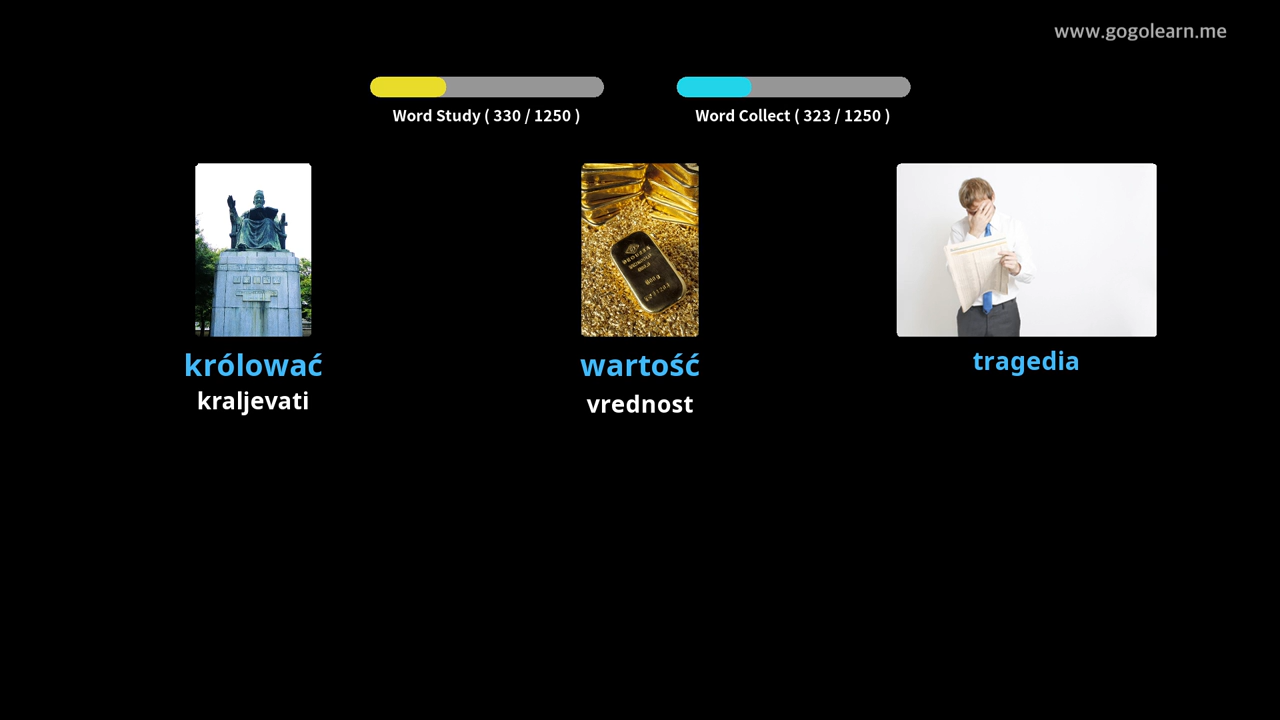 www.gogolearn.me
Word Study ( 330 / 1250 )
Word Collect ( 323 / 1250 )
królować
kraljevati
wartość
vrednost
tragedia